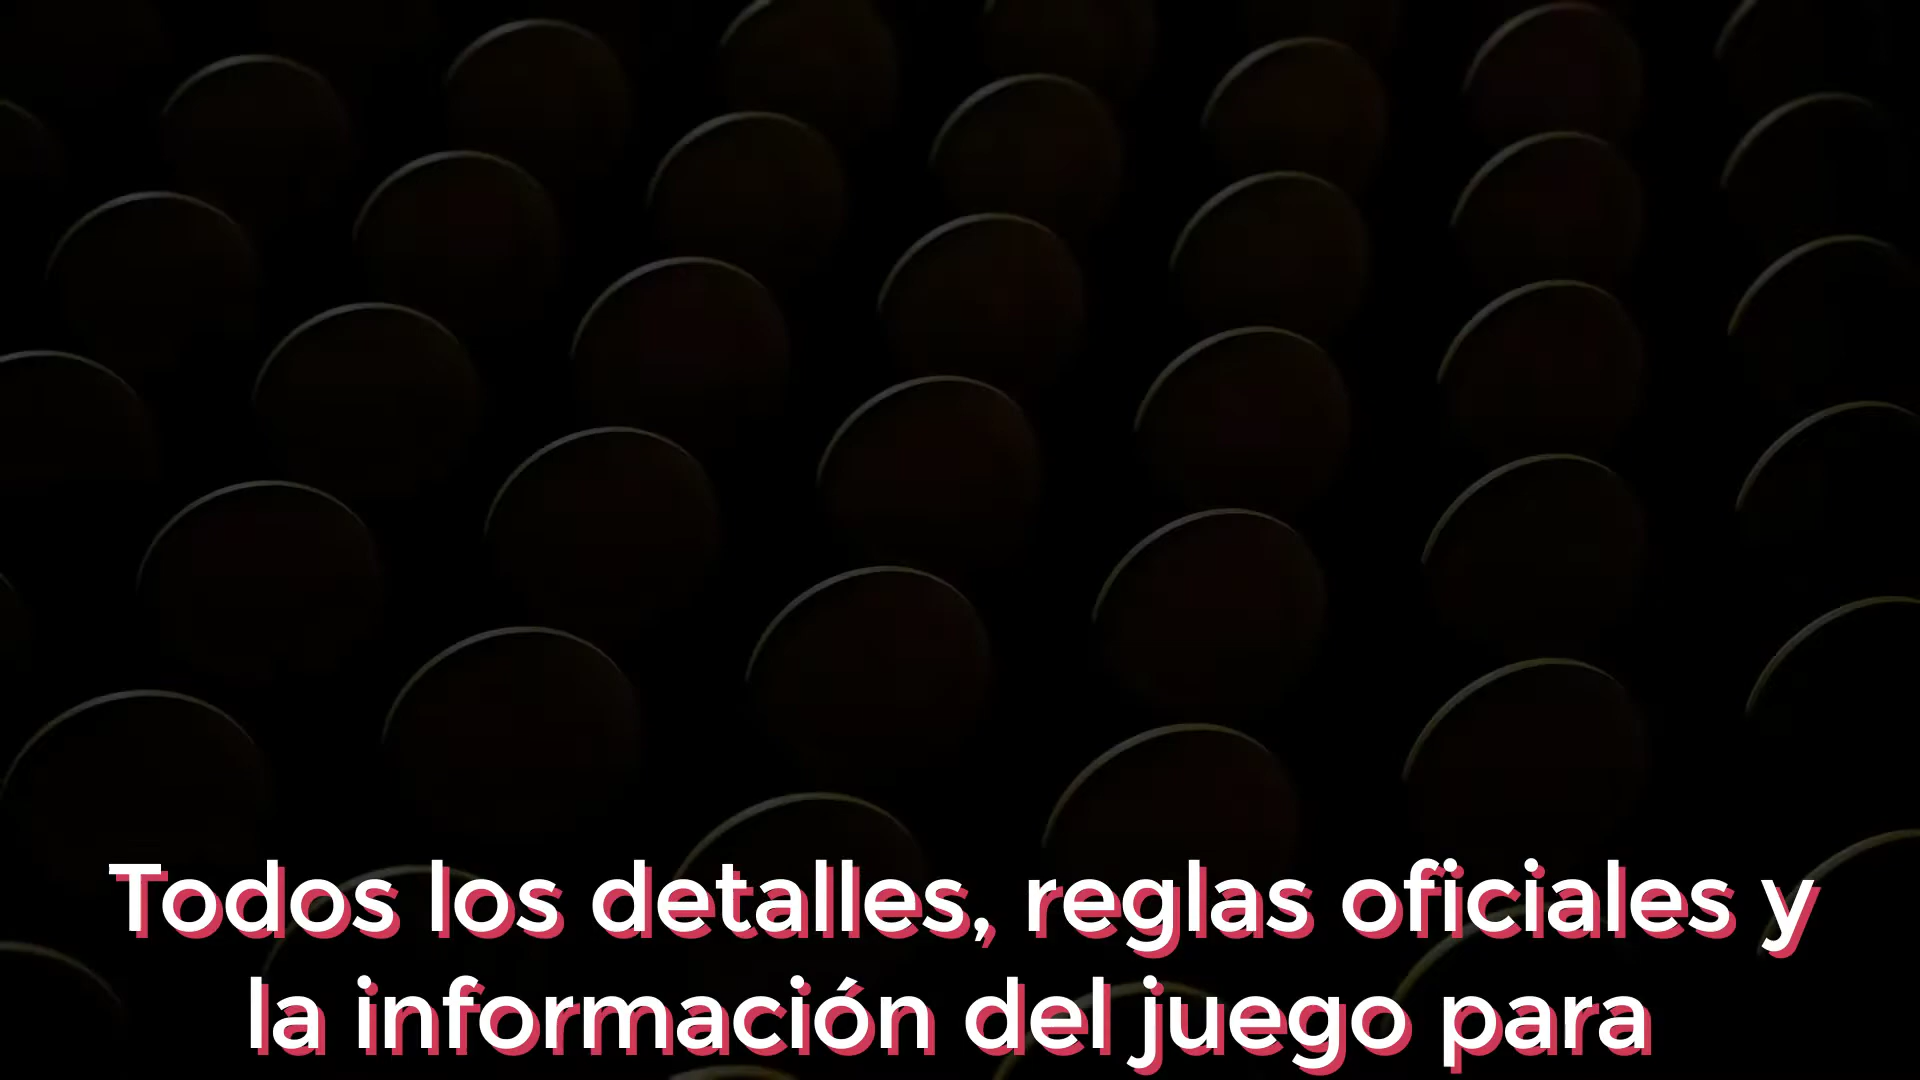 Todos los detalles, reglas oficiales y
la información del juego para